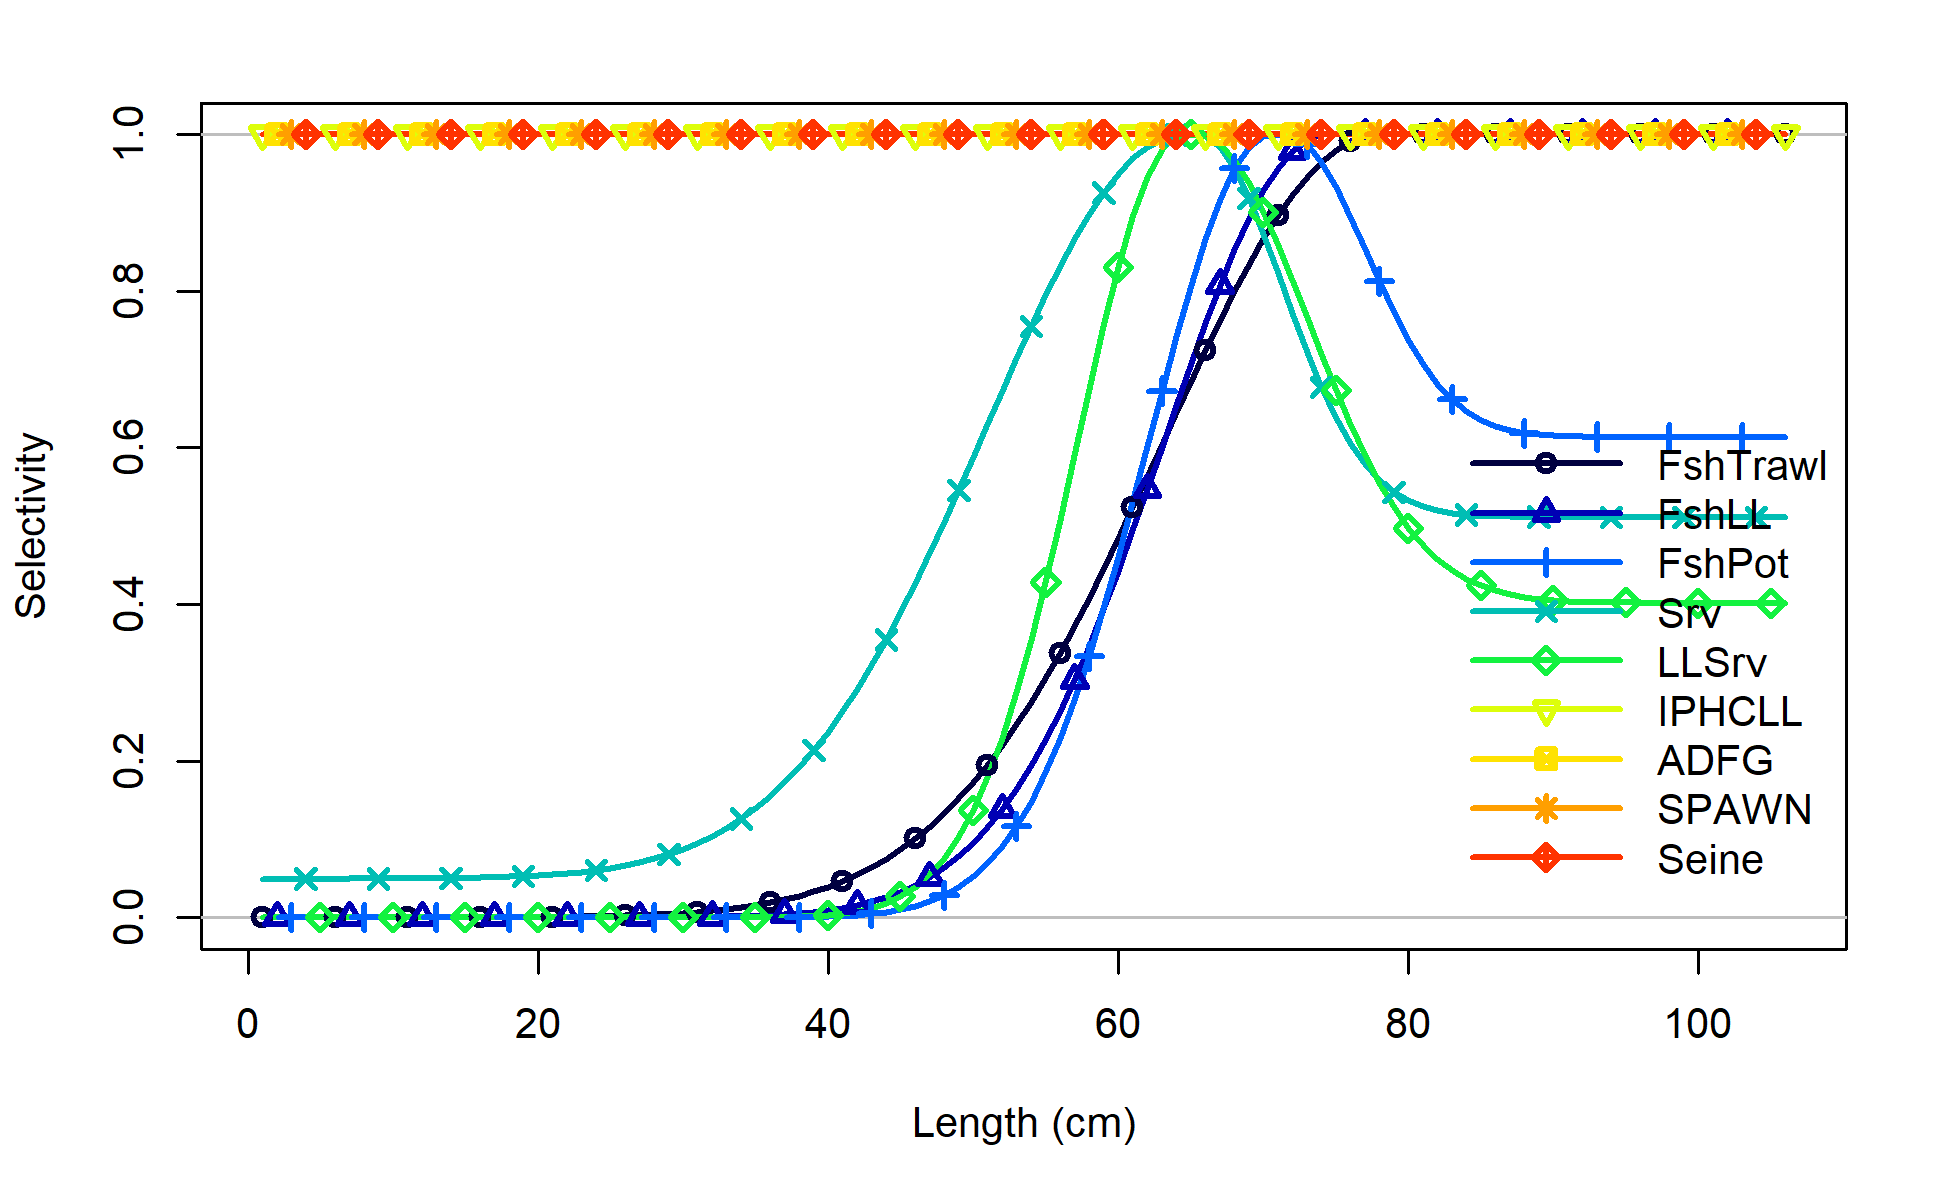 1.0
0.8
0.6
0.4
0.2
0.0
Selectivity
FshTrawl
FshLL
FshPot
Srv
LLSrv
IPHCLL
ADFG
SPAWN
Seine
0 20 40 60 80 100
Length (cm)